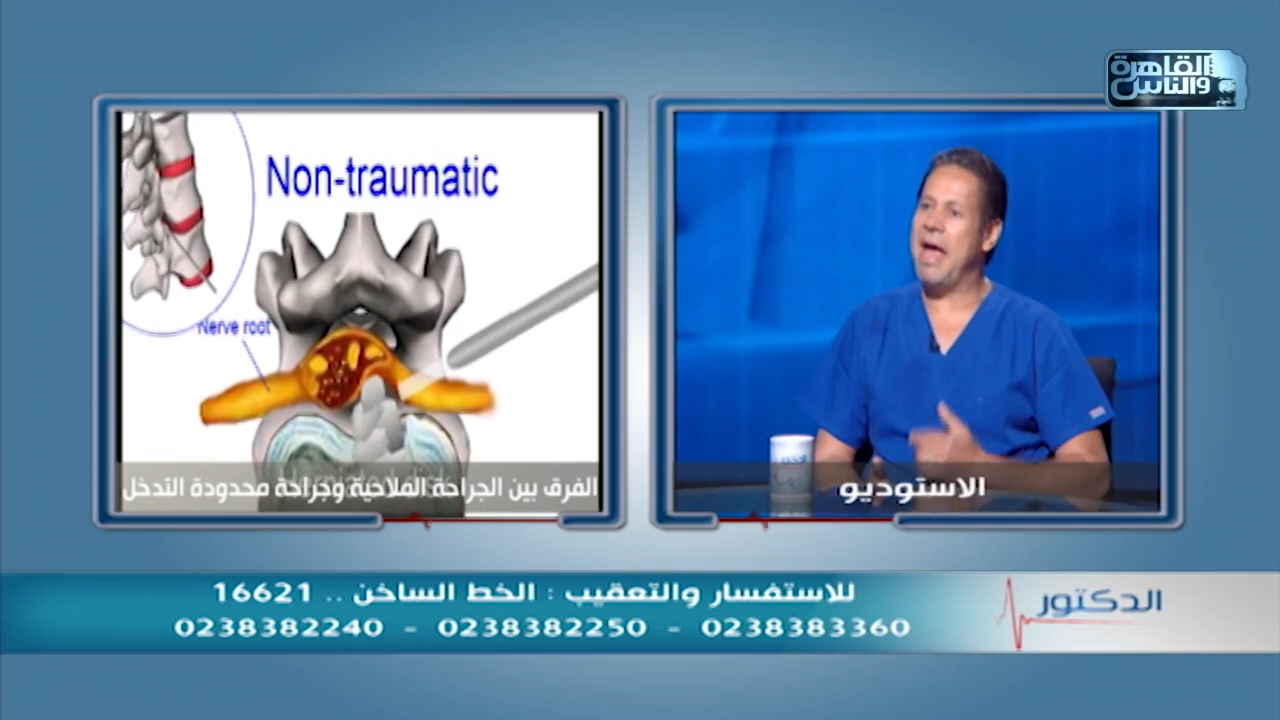 القاهرة
والناس
Non-traumatic
Nerve root
الفرق بين الجراحة الملاحية وجراحة محدودة التدخل
الاستوديو
للاستفسار والتعقيب : الخط الساخن .. 16621
0238382240 - 0238382250 - 0238383360
الدكتور